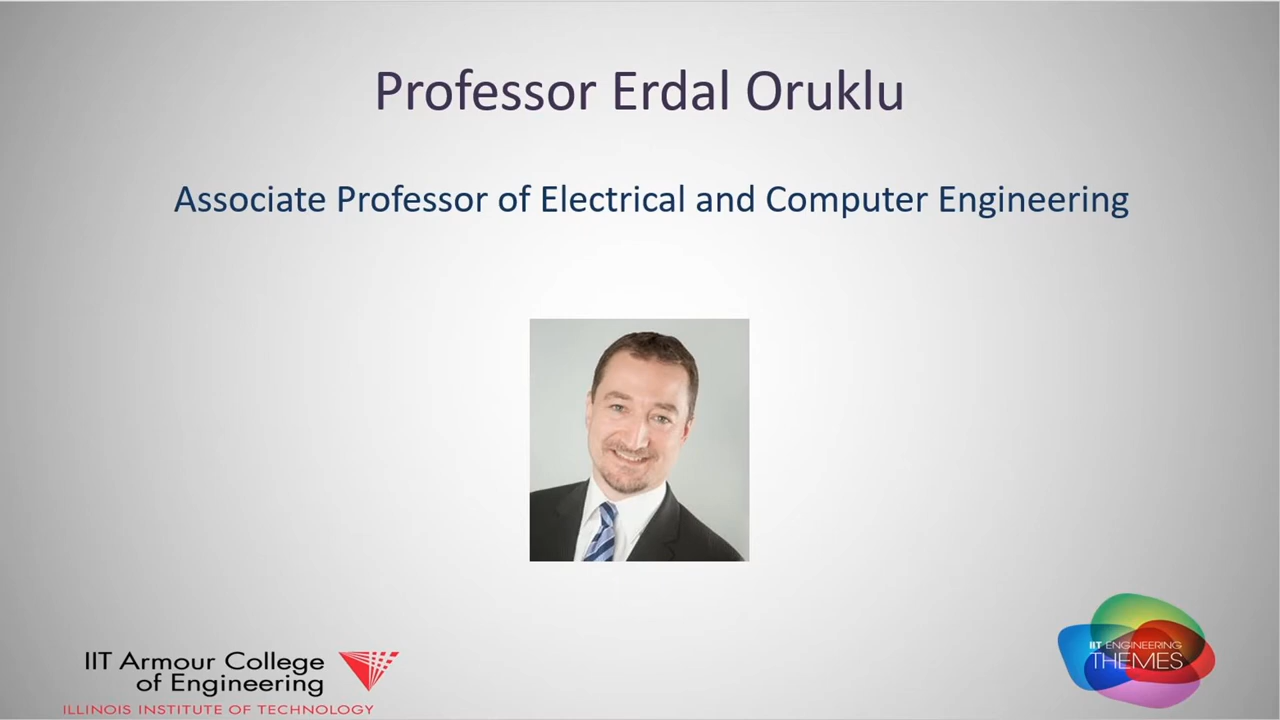 Professor Erdal Oruklu
Associate Professor of Electrical and Computer Engineering
IIT Armour College
of Engineering
ILLINOIS INSTITUTE OF TECHNOLOGY
IIT ENGINEERING
THEMES